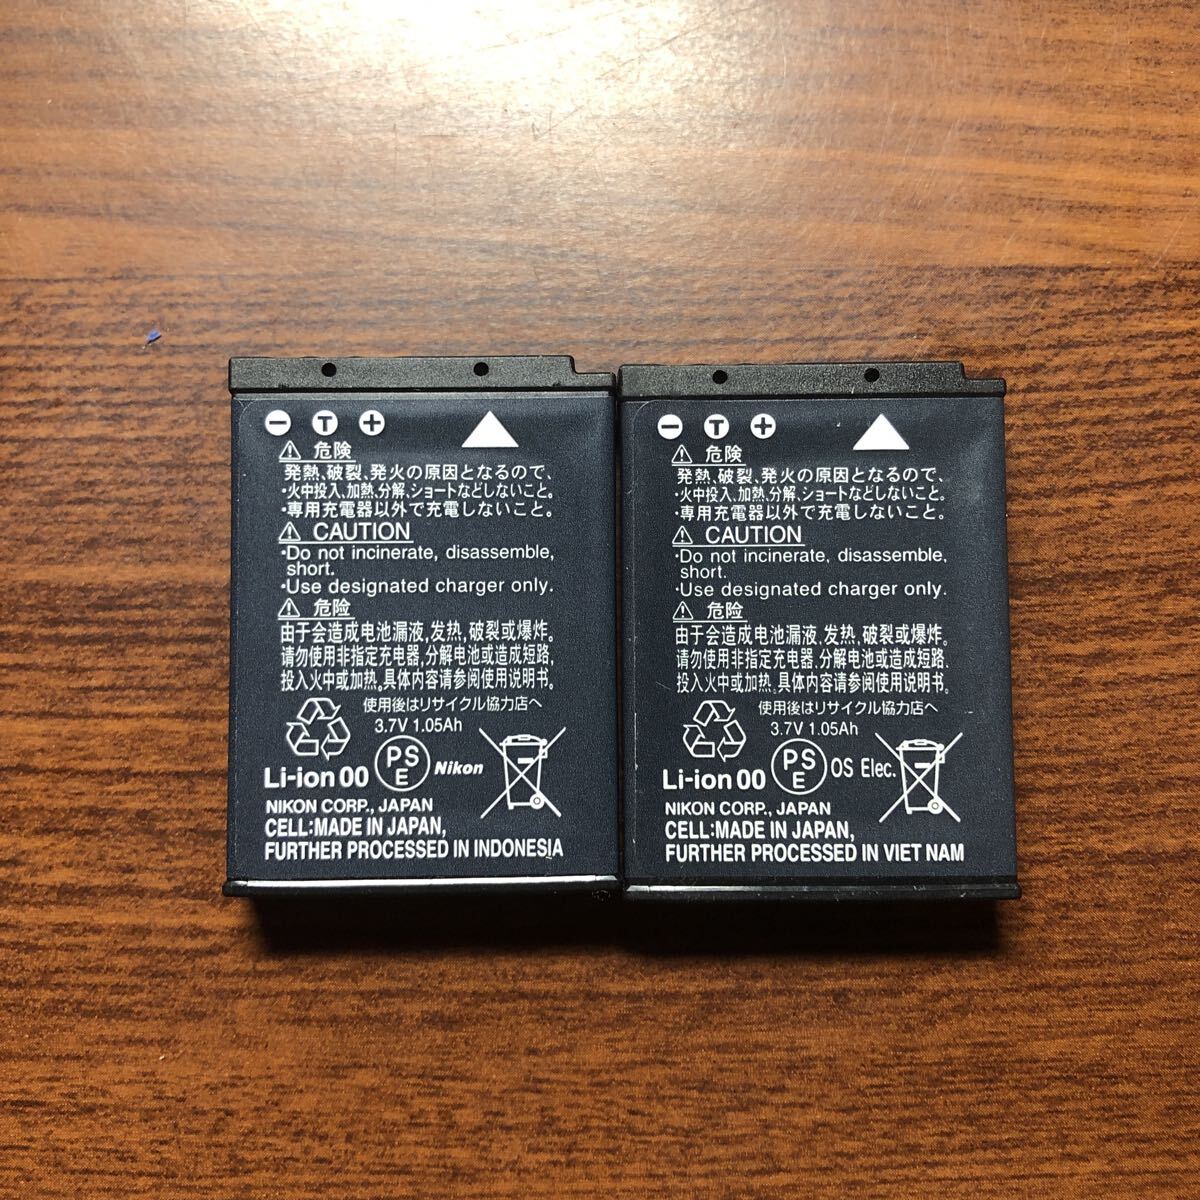 − T +
⚠ 危険
発熱、破裂、発火の原因となるので、
・火中投入、加熱、分解、ショートなどしないこと。
・専用充電器以外で充電しないこと。
⚠ CAUTION
・Do not incinerate, disassemble,
short.
・Use designated charger only.
⚠ 危险
由于会造成电池漏液,发热,破裂或爆炸。
请勿使用非指定充电器,分解电池或造成短路,
投入火中或加热。具体内容请参阅使用说明书。
使用後はリサイクル協力店へ
3.7V 1.05Ah
Li-ion 00 PSE Nikon
NIKON CORP., JAPAN
CELL:MADE IN JAPAN,
FURTHER PROCESSED IN INDONESIA
− T +
⚠ 危険
発熱、破裂、発火の原因となるので、
・火中投入、加熱、分解、ショートなどしないこと。
・専用充電器以外で充電しないこと。
⚠ CAUTION
・Do not incinerate, disassemble,
short.
・Use designated charger only.
⚠ 危险
由于会造成电池漏液,发热,破裂或爆炸。
请勿使用非指定充电器,分解电池或造成短路,
投入火中或加热。具体内容请参阅使用说明书。
使用後はリサイクル協力店へ
3.7V 1.05Ah
Li-ion 00 PSE OS Elec.
NIKON CORP., JAPAN
CELL:MADE IN JAPAN,
FURTHER PROCESSED IN VIET NAM